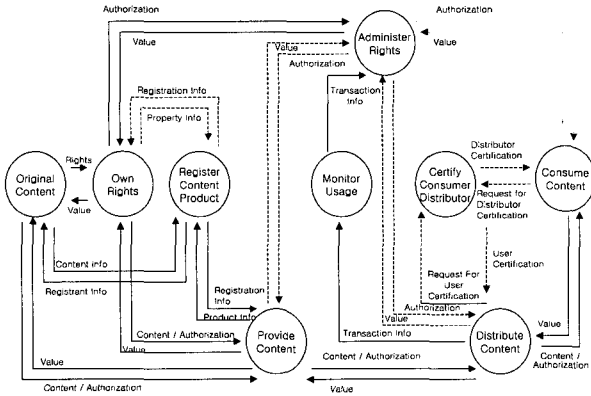 Authorization
Authorization
Administer
Rights
Value
Value
Value
Authorization
Registration Info
Transaction
Info
Property Info
Distributor
Certification
Rights
Original
Content
Own
Rights
Register
Content
Product
Monitor
Usage
Certify
Consumer
Distributor
Consume
Content
Value
Request for
Distributor
Certification
Content Info
User
Certification
Registrant Info
Registration
Info
Request For
User
Certification
Product Info
Authorization
Value
Value
Content / Authorization
Provide
Content
Transaction Info
Distribute
Content
Value
Content /
Authorization
Value
Content / Authorization
Content / Authorization
Value